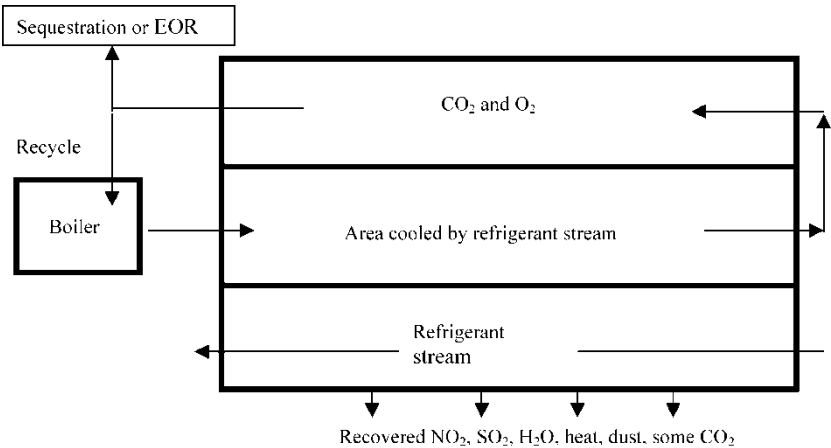 Sequestration or EOR
CO₂ and O₂
Recycle
Boiler
Area cooled by refrigerant stream
Refrigerant
stream
Recovered NO₂, SO₂, H₂O, heat, dust, some CO₂